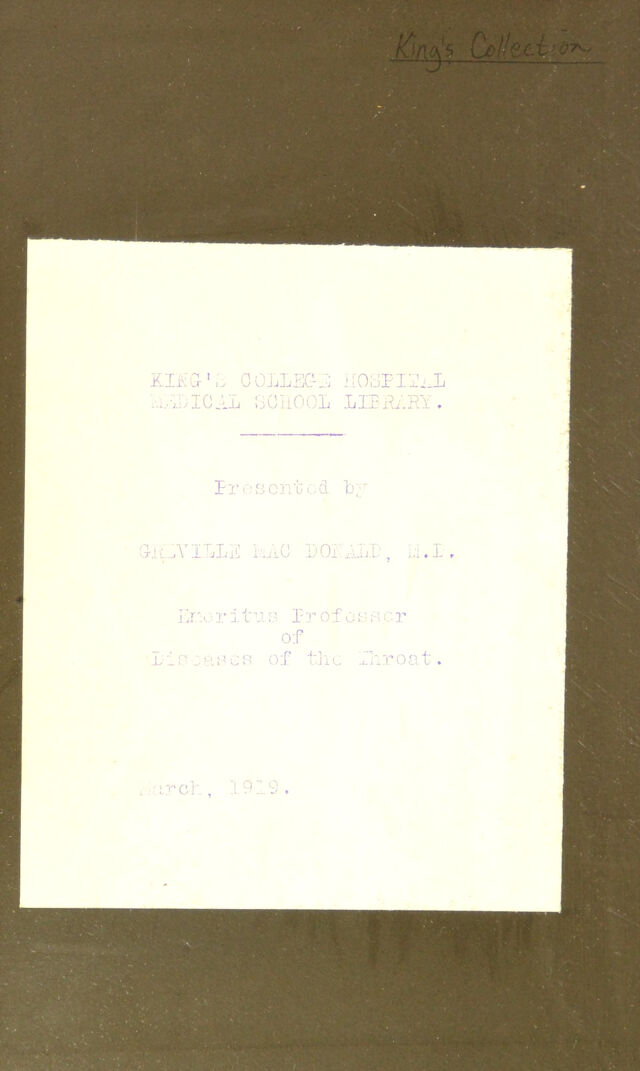 King's Collection
KING'S COLLEGE HOSPITAL
MEDICAL SCHOOL LIBRARY.
Presented by
GREVILLE MAC DONALD, M.D.
Emeritus Professor
of
Diseases of the Throat.
March, 1919.